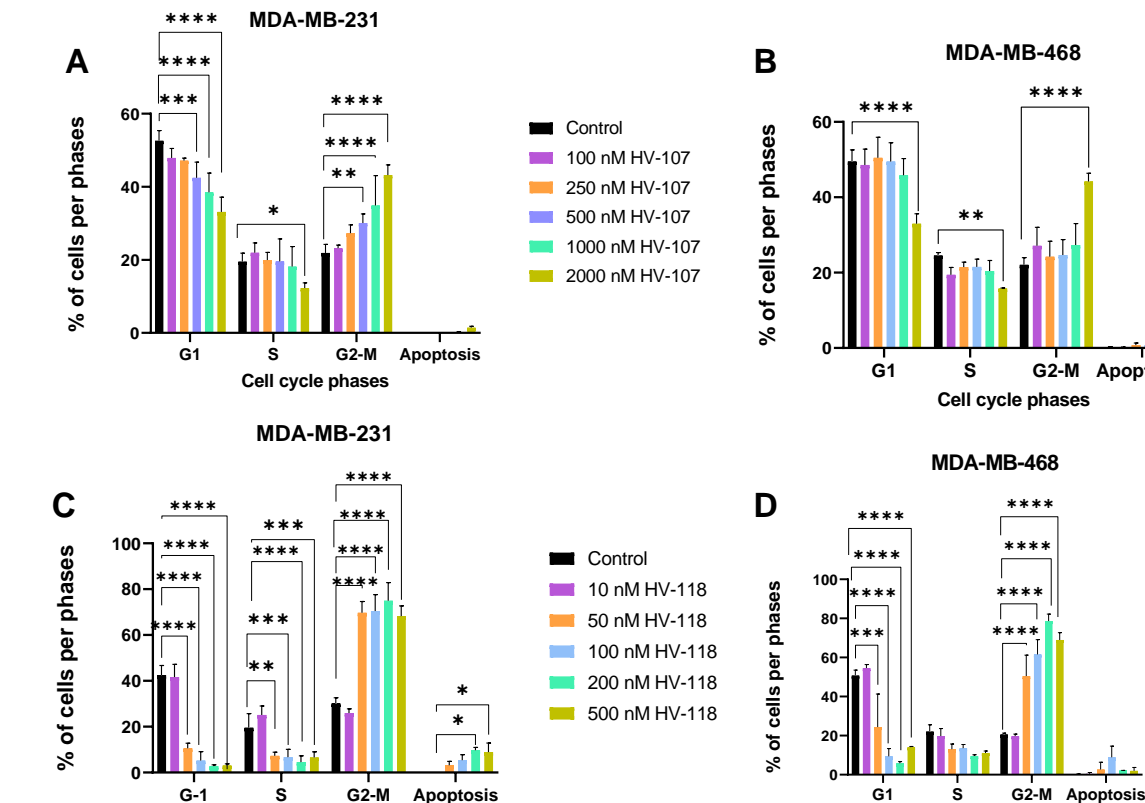 MDA-MB-231
A
****
****
***
*
****
****
**
% of cells per phases
60
40
20
0
G1 S G2-M Apoptosis
Cell cycle phases
Control
100 nM HV-107
250 nM HV-107
500 nM HV-107
1000 nM HV-107
2000 nM HV-107
MDA-MB-468
B
****
**
****
% of cells per phases
60
40
20
0
G1 S G2-M Apop
Cell cycle phases
MDA-MB-231
C
****
****
****
****
***
****
***
**
****
****
****
****
*
*
% of cells per phases
100
80
60
40
20
0
G-1 S G2-M Apoptosis
Control
10 nM HV-118
50 nM HV-118
100 nM HV-118
200 nM HV-118
500 nM HV-118
MDA-MB-468
D
****
****
****
***
****
****
****
****
% of cells per phases
100
80
60
40
20
0
G1 S G2-M Apoptosis